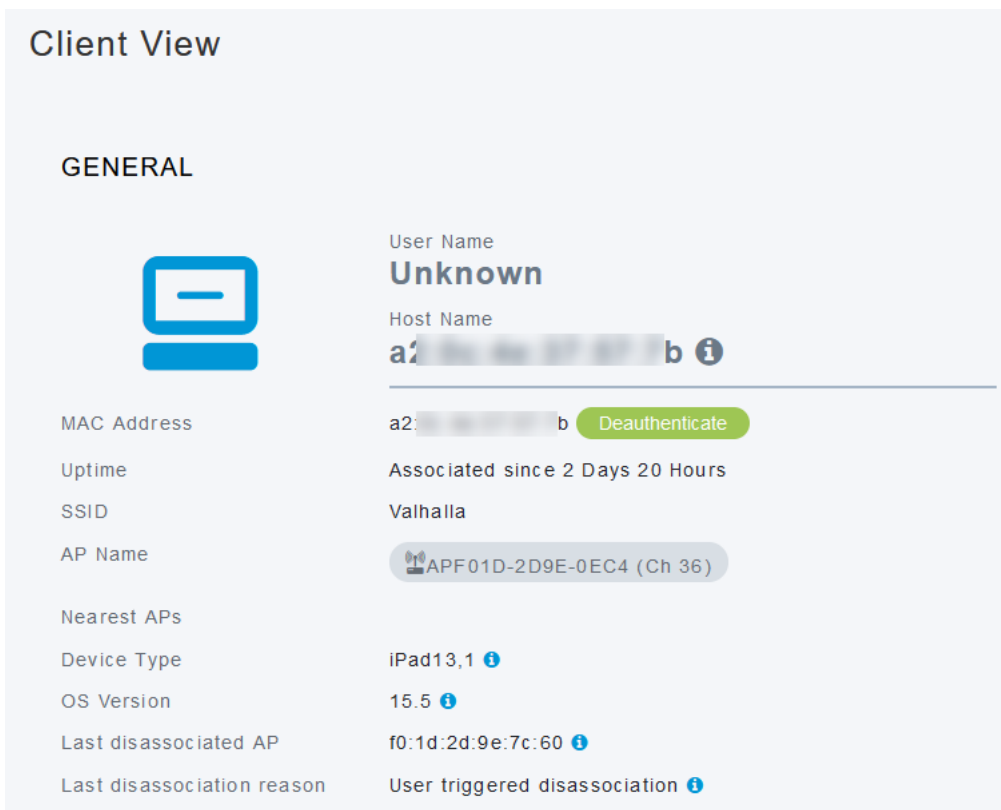 Client View
GENERAL
User Name
Unknown
Host Name
a2 b
MAC Address a2: b Deauthenticate
Uptime Associated since 2 Days 20 Hours
SSID Valhalla
AP Name APF01D-2D9E-0EC4 (Ch 36)
Nearest APs
Device Type iPad13,1
OS Version 15.5
Last disassociated AP f0:1d:2d:9e:7c:60
Last disassociation reason User triggered disassociation